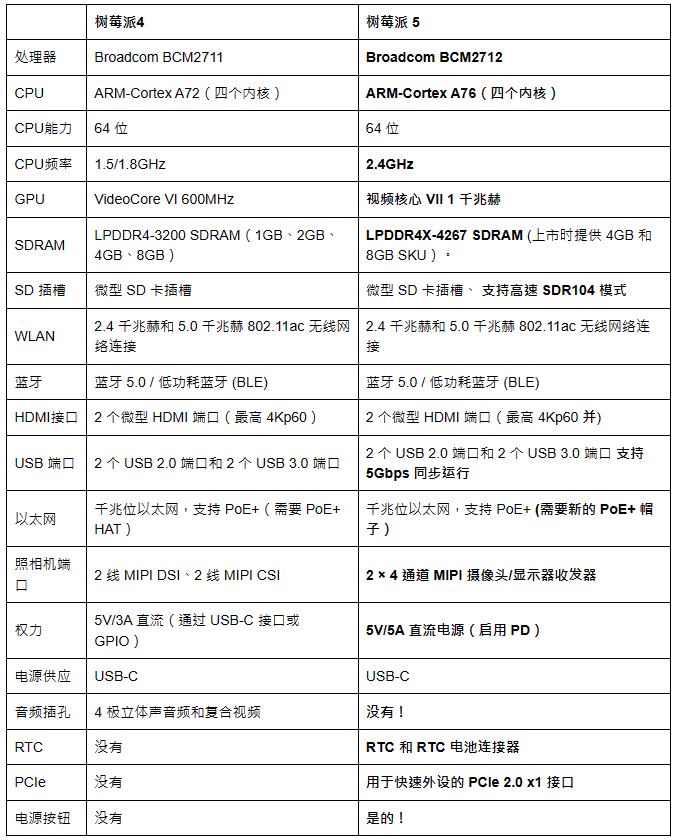 树莓派4 树莓派 5
处理器 Broadcom BCM2711 Broadcom BCM2712
CPU ARM-Cortex A72（四个内核） ARM-Cortex A76（四个内核）
CPU能力 64 位 64 位
CPU频率 1.5/1.8GHz 2.4GHz
GPU VideoCore VI 600MHz 视频核心 VII 1 千兆赫
SDRAM LPDDR4-3200 SDRAM（1GB、2GB、
4GB、8GB） LPDDR4X-4267 SDRAM (上市时提供 4GB 和
8GB SKU）。
SD 插槽 微型 SD 卡插槽 微型 SD 卡插槽、 支持高速 SDR104 模式
WLAN 2.4 千兆赫和 5.0 千兆赫 802.11ac 无线网
络连接 2.4 千兆赫和 5.0 千兆赫 802.11ac 无线网络连
接
蓝牙 蓝牙 5.0 / 低功耗蓝牙 (BLE) 蓝牙 5.0 / 低功耗蓝牙 (BLE)
HDMI接口 2 个微型 HDMI 端口（最高 4Kp60） 2 个微型 HDMI 端口（最高 4Kp60 并)
USB 端口 2 个 USB 2.0 端口和 2 个 USB 3.0 端口 2 个 USB 2.0 端口和 2 个 USB 3.0 端口 支持
5Gbps 同步运行
以太网 千兆位以太网，支持 PoE+（需要 PoE+
HAT） 千兆位以太网，支持 PoE+ (需要新的 PoE+ 帽
子）
照相机端
口 2 线 MIPI DSI、2 线 MIPI CSI 2 × 4 通道 MIPI 摄像头/显示器收发器
权力 5V/3A 直流（通过 USB-C 接口或
GPIO） 5V/5A 直流电源（启用 PD）
电源供应 USB-C USB-C
音频插孔 4 极立体声音频和复合视频 没有！
RTC 没有 RTC 和 RTC 电池连接器
PCIe 没有 用于快速外设的 PCIe 2.0 x1 接口
电源按钮 没有 是的！